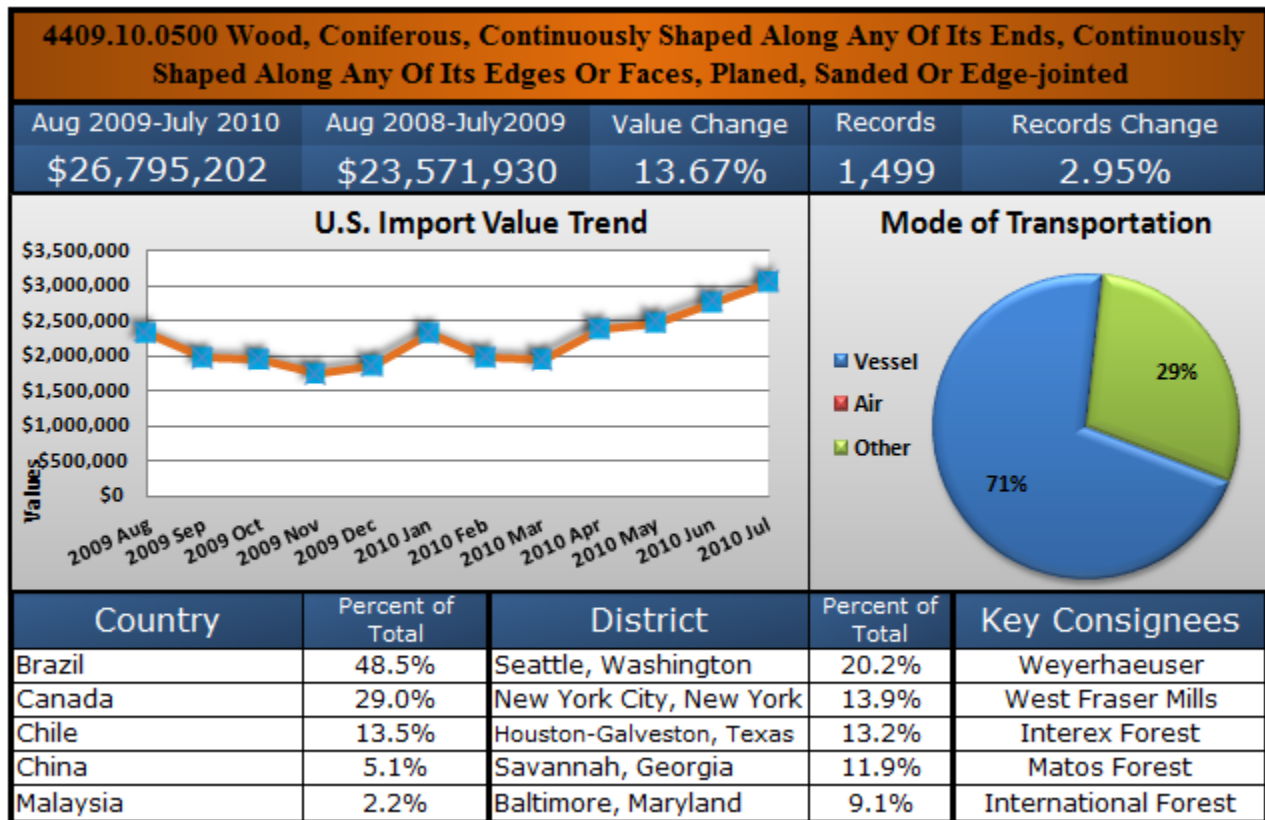 4409.10.0500 Wood, Coniferous, Continuously Shaped Along Any Of Its Ends, Continuously
Shaped Along Any Of Its Edges Or Faces, Planed, Sanded Or Edge-jointed
Aug 2009-July 2010 Aug 2008-July2009 Value Change Records Records Change
$26,795,202 $23,571,930 13.67% 1,499 2.95%
U.S. Import Value Trend
$3,500,000
$3,000,000
$2,500,000
$2,000,000
$1,500,000
$1,000,000
$500,000
$0
Values
2009 Aug 2009 Sep 2009 Oct 2009 Nov 2009 Dec 2010 Jan 2010 Feb 2010 Mar 2010 Apr 2010 May 2010 Jun 2010 Jul
Mode of Transportation
Vessel
Air
Other
29%
71%
Country Percent of Total District Percent of Total Key Consignees
Brazil 48.5% Seattle, Washington 20.2% Weyerhaeuser
Canada 29.0% New York City, New York 13.9% West Fraser Mills
Chile 13.5% Houston-Galveston, Texas 13.2% Interex Forest
China 5.1% Savannah, Georgia 11.9% Matos Forest
Malaysia 2.2% Baltimore, Maryland 9.1% International Forest